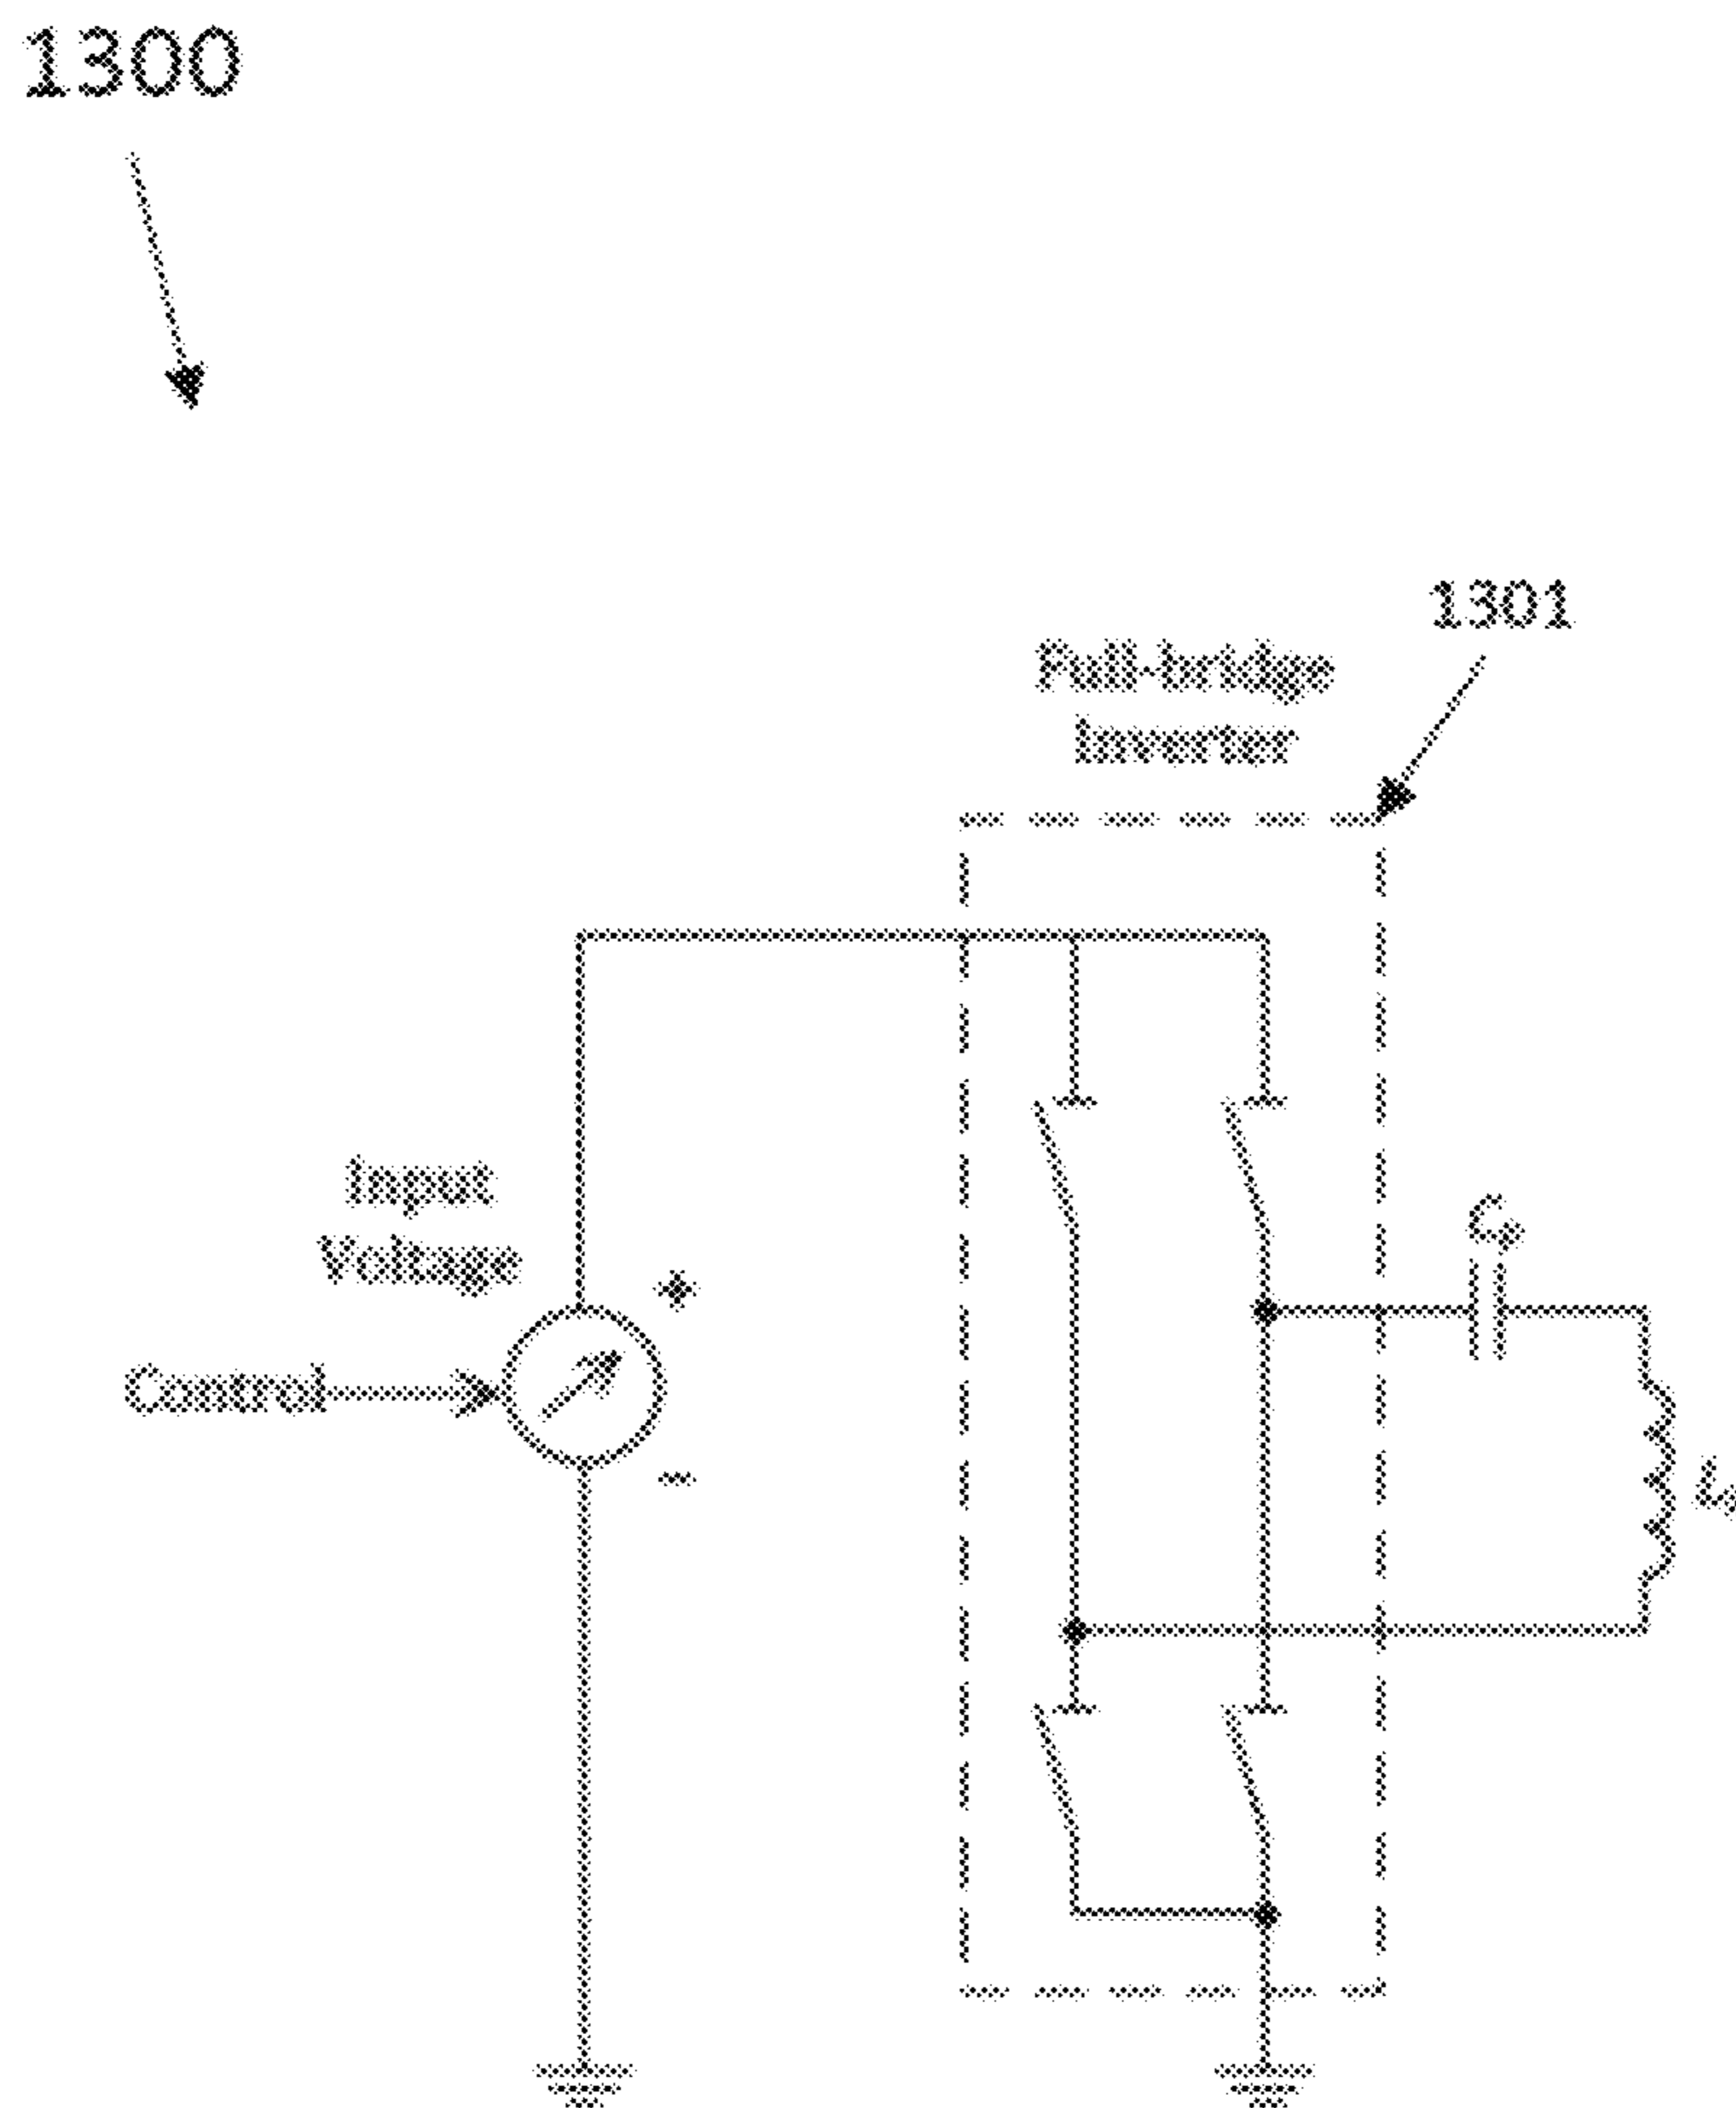 1300
1301
Full-bridge
Inverter
Input
Voltage
+
Control
-